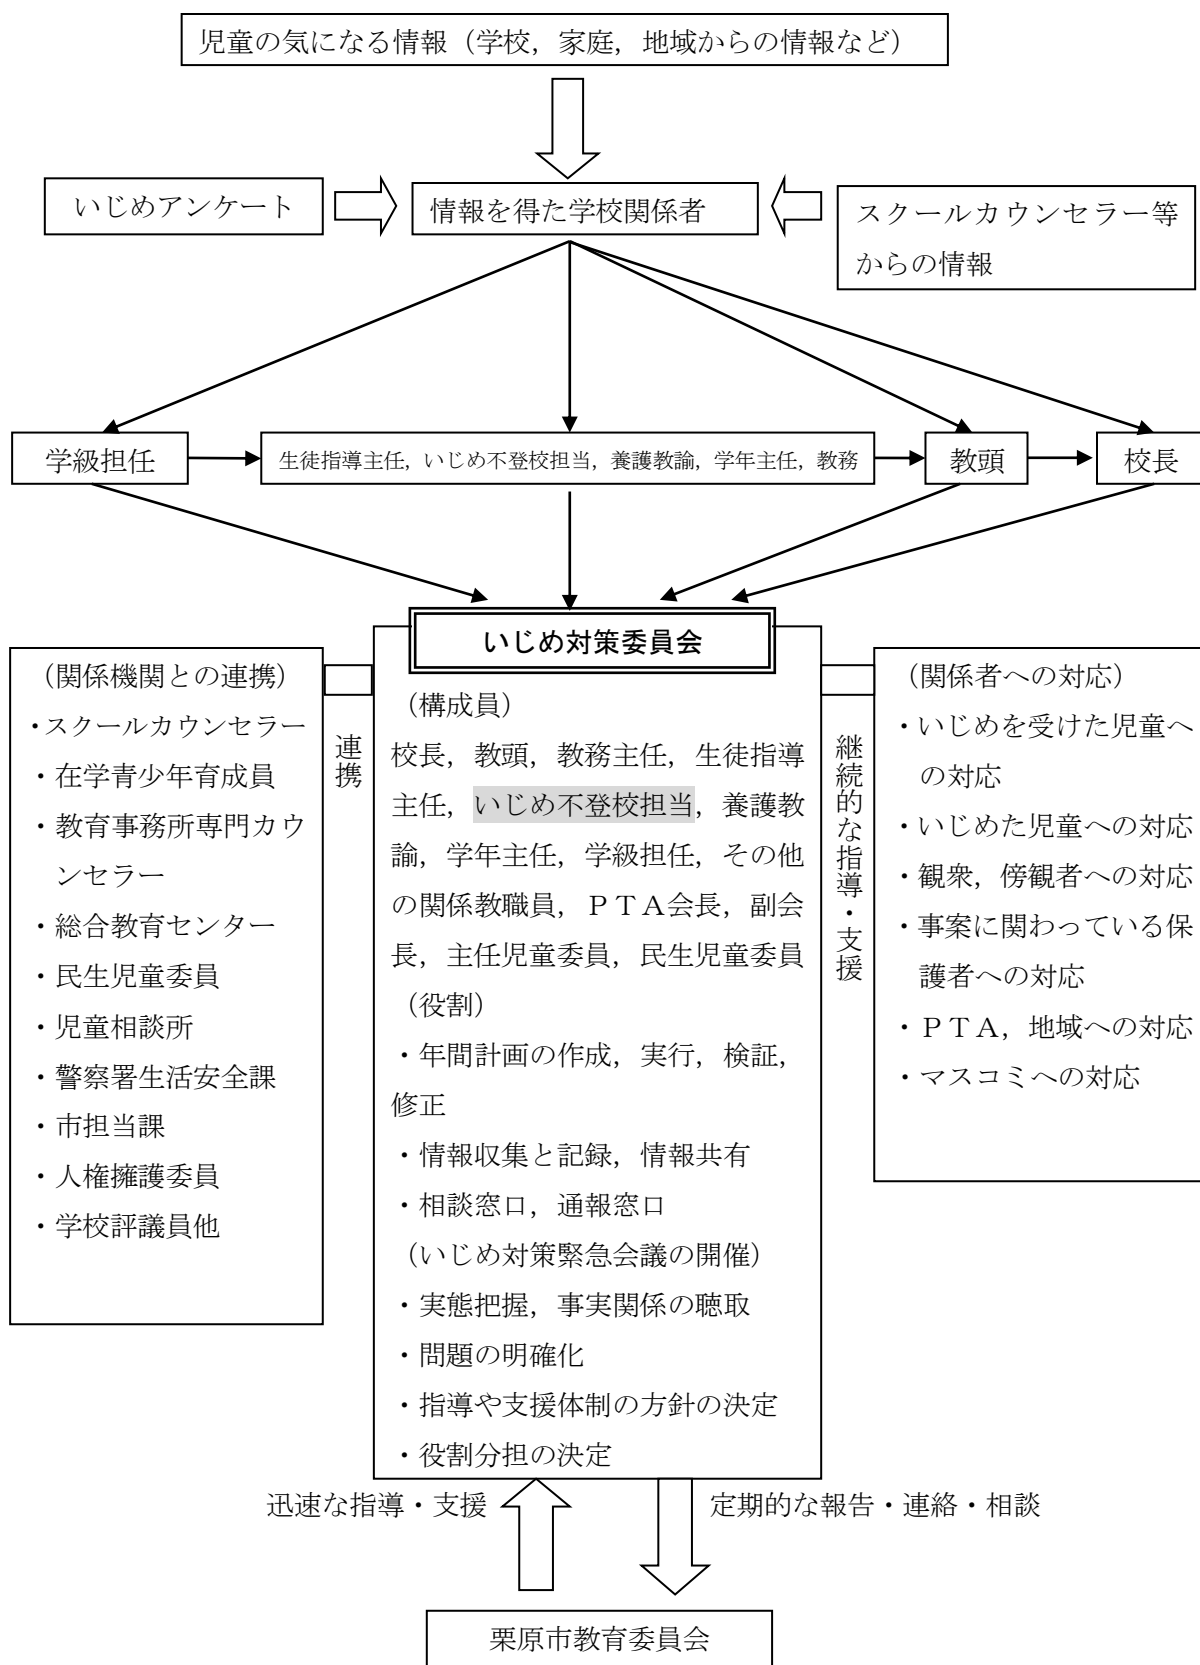 児童の気になる情報（学校，家庭，地域からの情報など）
いじめアンケート
情報を得た学校関係者
スクールカウンセラー等
からの情報
学級担任
生徒指導主任，いじめ不登校担当，養護教諭，学年主任，教務
教頭
校長
いじめ対策委員会
（関係機関との連携）
・スクールカウンセラー
・在学青少年育成員
・教育事務所専門カウ
ンセラー
・総合教育センター
・民生児童委員
・児童相談所
・警察署生活安全課
・市担当課
・人権擁護委員
・学校評議員他
連携
（構成員）
校長，教頭，教務主任，生徒指導
主任，いじめ不登校担当，養護教
諭，学年主任，学級担任，その他
の関係教職員，ＰＴＡ会長，副会
長，主任児童委員，民生児童委員
（役割）
・年間計画の作成，実行，検証，
修正
・情報収集と記録，情報共有
・相談窓口，通報窓口
（いじめ対策緊急会議の開催）
・実態把握，事実関係の聴取
・問題の明確化
・指導や支援体制の方針の決定
・役割分担の決定
継続的な指導・支援
（関係者への対応）
・いじめを受けた児童へ
の対応
・いじめた児童への対応
・観衆，傍観者への対応
・事案に関わっている保
護者への対応
・ＰＴＡ，地域への対応
・マスコミへの対応
迅速な指導・支援
定期的な報告・連絡・相談
栗原市教育委員会